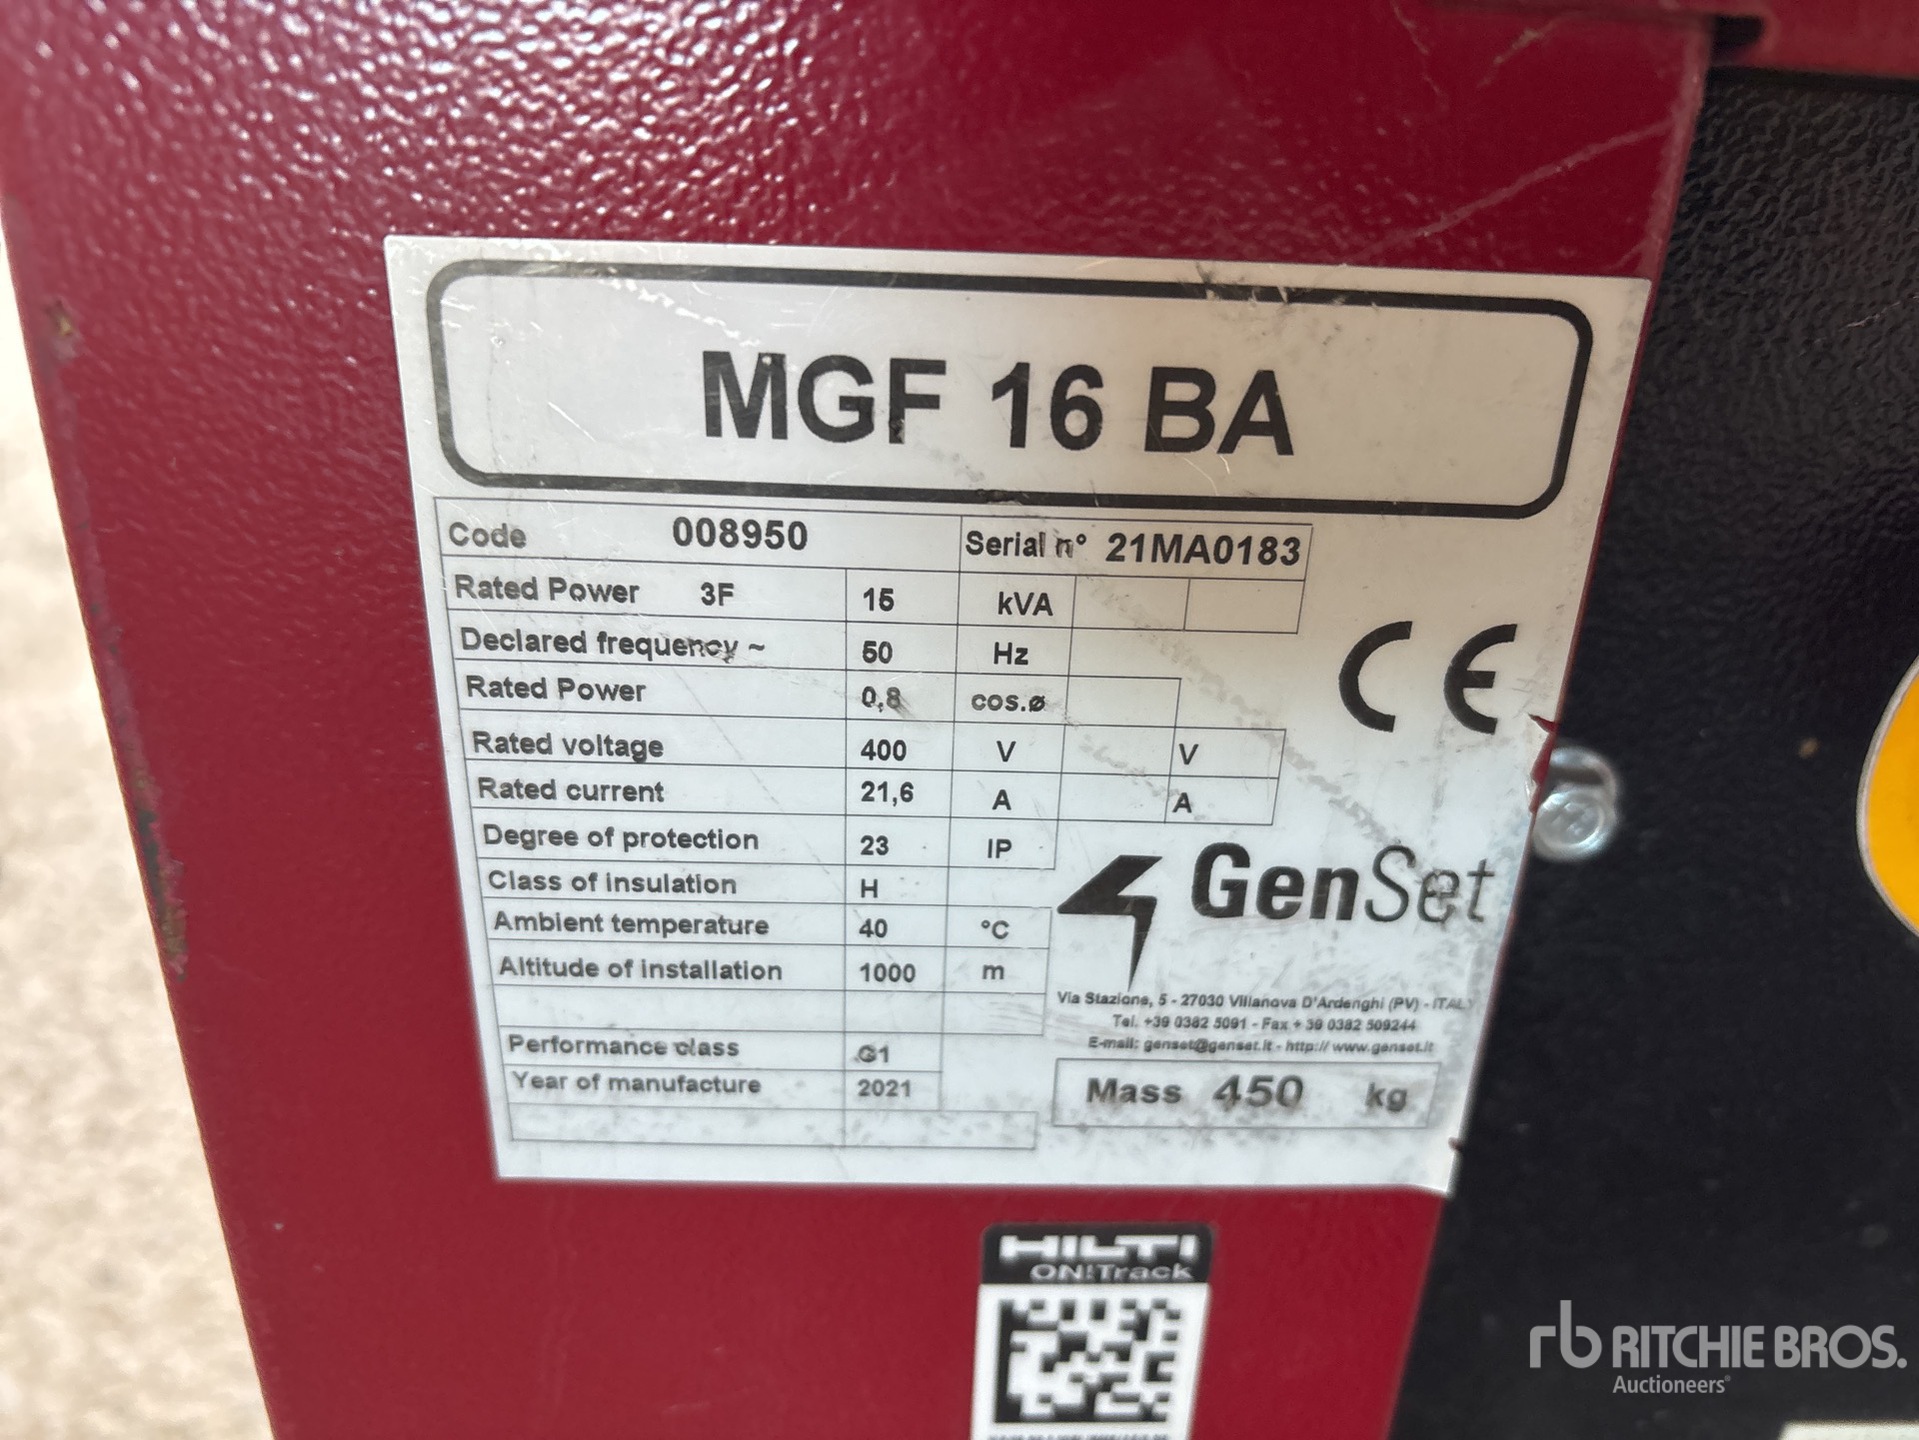 MGF 16 BA
Code 008950 Serial n° 21MA0183
Rated Power 3F 15 kVA
Declared frequency ~ 50 Hz
Rated Power 0,8 cos.ø
Rated voltage 400 V V
Rated current 21,6 A A
Degree of protection 23 IP
Class of insulation H
Ambient temperature 40 °C
Altitude of installation 1000 m
Performance class G1
Year of manufacture 2021
CE
GenSet
Via Stazione, 5 - 27030 Villanova D'Ardenghi (PV) - ITALY
Tel. +39 0382 5091 - Fax + 39 0382 509244
E-mail: genset@genset.it - http:// www.genset.it
Mass 450 kg
HILTI
ON!Track
rb RITCHIE BROS.
Auctioneers®